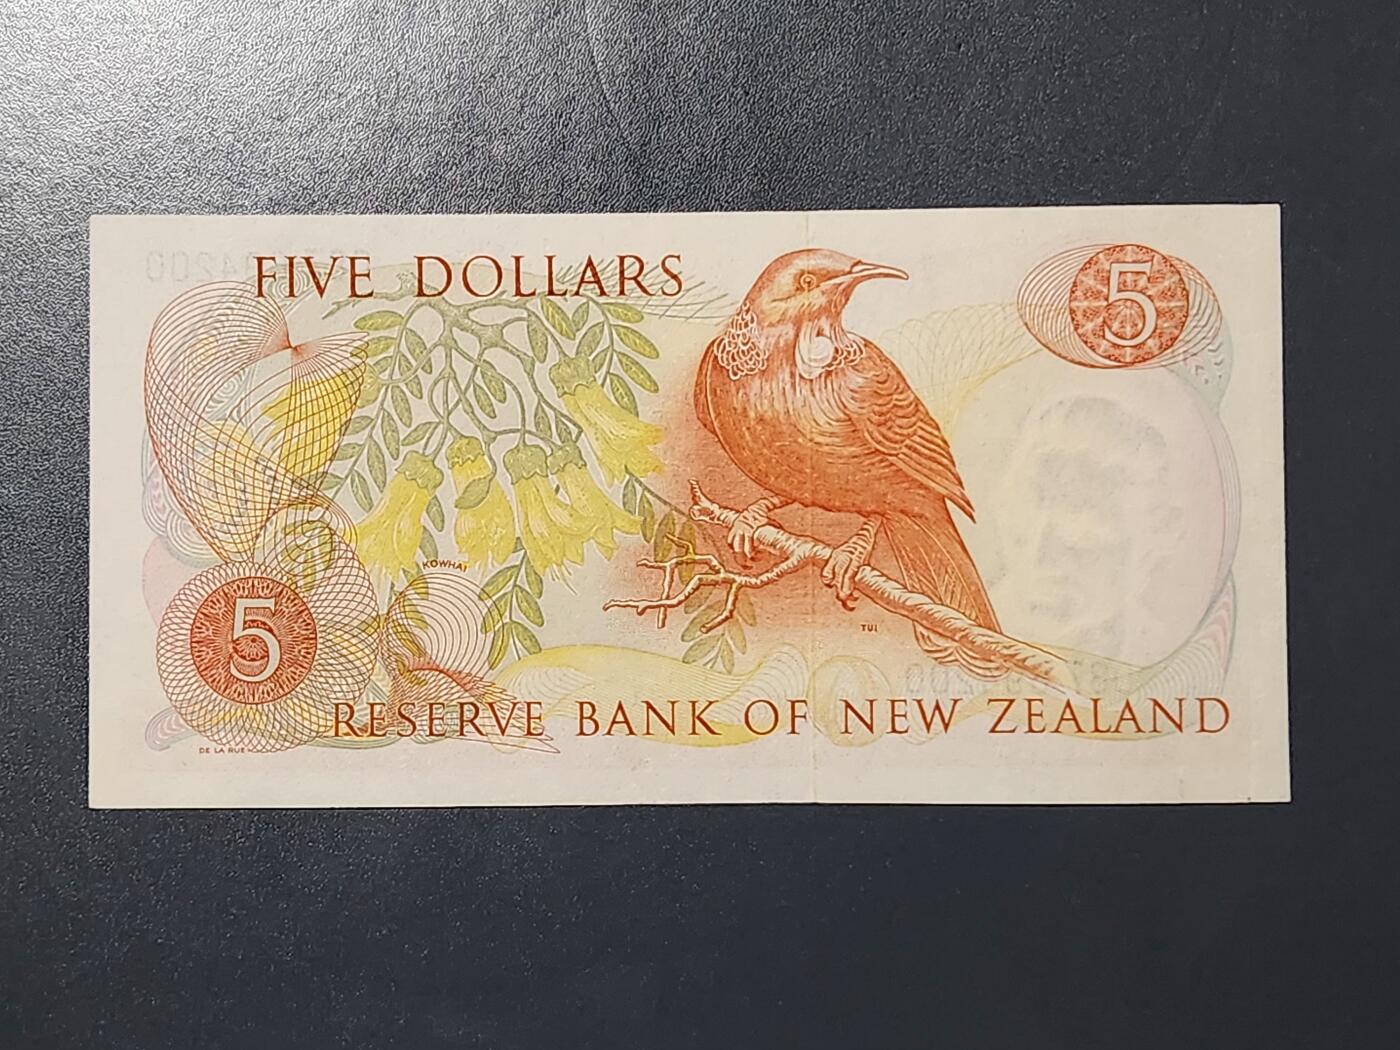 FIVE DOLLARS
5
KOWHAI
5
TUI
RESERVE BANK OF NEW ZEALAND
DE LA RUE